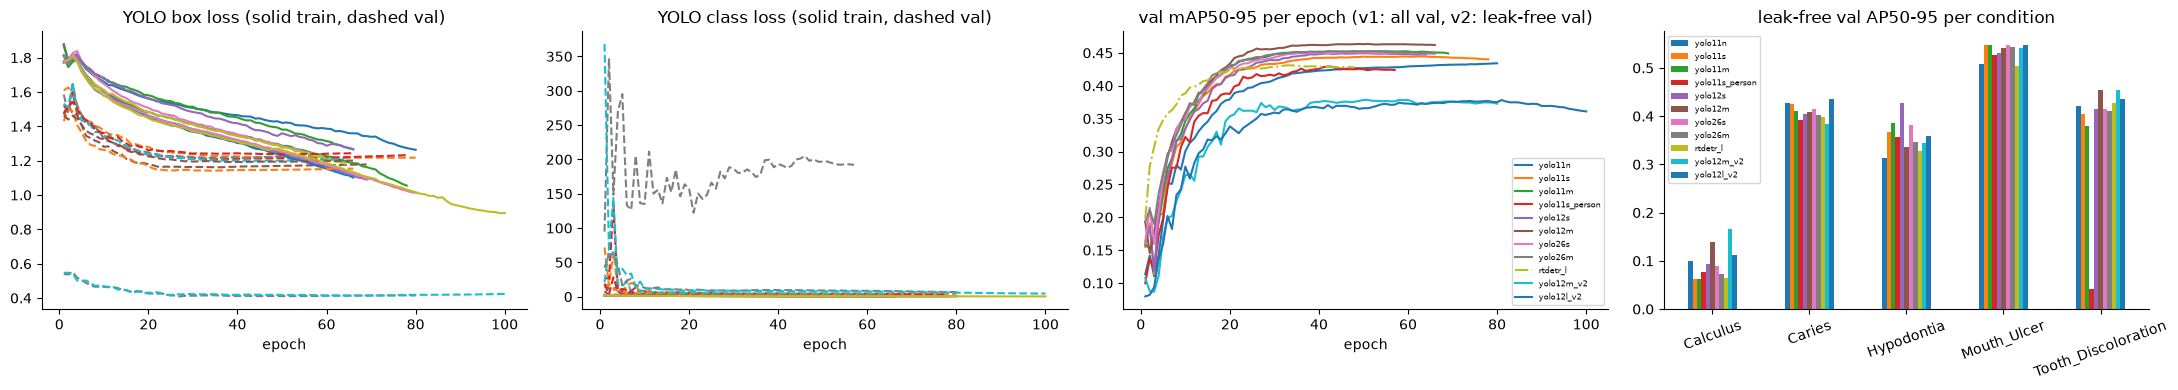 YOLO box loss (solid train, dashed val)
1.8
1.6
1.4
1.2
1.0
0.8
0.6
0.4
0
20
40
60
80
100
epoch
YOLO class loss (solid train, dashed val)
350
300
250
200
150
100
50
0
0
20
40
60
80
100
epoch
val mAP50-95 per epoch (v1: all val, v2: leak-free val)
0.45
0.40
0.35
0.30
0.25
0.20
0.15
0.10
yolo11n
yolo11s
yolo11m
yolo11s_person
yolo12s
yolo12m
yolo26s
yolo26m
rtdetr_l
yolo12m_v2
yolo12l_v2
0
20
40
60
80
100
epoch
leak-free val AP50-95 per condition
yolo11n
yolo11s
yolo11m
yolo11s_person
yolo12s
yolo12m
yolo26s
yolo26m
rtdetr_l
yolo12m_v2
yolo12l_v2
0.5
0.4
0.3
0.2
0.1
0.0
Calculus
Caries
Hypodontia
Mouth_Ulcer
Tooth_Discoloration